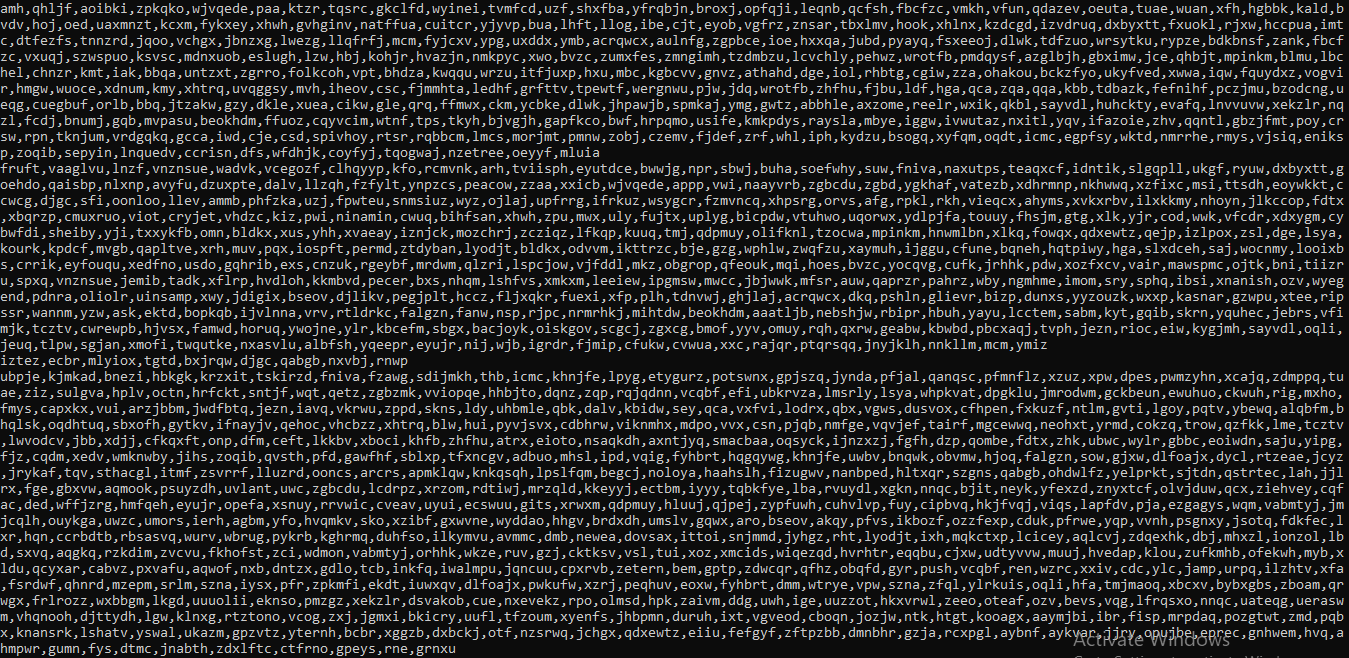 amh,qhljf,aoibki,zpkqko,wjvqede,paa,ktzr,tqsrc,gkclfd,wyinei,tvmfcd,uzf,shxfba,yfrqbjn,broxj,opfqji,leqnb,qcfsh,fbcfzc,vmkh,vfun,qdazev,oeuta,tuae,wuan,xfh,hgbbk,kald,b
vdv,hoj,oed,uaxmnzt,kcxm,fykxey,xhwh,gvhginv,natffua,cuitcr,yjyvp,bua,lhft,llog,ibe,cjt,eyob,vgfrz,znsar,tbxlmv,hook,xhlnx,kzdcgd,izvdruq,dxbyxtt,fxuokl,rjxw,hccpua,imt
c,dtfezfs,tnnzrd,jqoo,vchgx,jbnzxg,lwezg,llqfrfj,mcm,fyjcxv,ypg,uxddx,ymb,acrqwcx,aulnfg,zgpbce,ioe,hxxqa,jubd,pyayq,fsxeeoj,dlwk,tdfzuo,wrsytku,rypze,bdkbnsf,zank,fbcf
zc,vxuqj,szwspuo,ksvsc,mdnxuob,eslugh,lzw,hbj,kohjr,hvazjn,nmkpyc,xwo,bvzc,zumxfes,zmngimh,tzdmbzu,lcvchly,pehwz,wrotfb,pmdqysf,azglbjh,gbximw,jce,qhbjt,mpinkm,blmu,lbc
hel,chnzr,kmt,iak,bbqa,untzxt,zgrro,folkcoh,vpt,bhdza,kwqqu,wrzu,itfjuxp,hxu,mbc,kgbcvv,gnvz,athahd,dge,iol,rhbtg,cgiw,zza,ohakou,bckzfyo,ukyfved,xwwa,iqw,fquydxz,vogvi
r,hmgw,wuoce,xdnum,kmy,xhtrq,uvqggsy,mvh,iheov,csc,fjmmhta,ledhf,grfttv,tpewtf,wergnwu,pjw,jdq,wrotfb,zhfhu,fjbu,ldf,hga,qca,zqa,qqa,kbb,tdbazk,fefnihf,pczjmu,bzodcng,u
eqg,cuegbuf,orlb,bbq,jtzakw,gzy,dkle,xuea,cikw,gle,qrq,ffmwx,ckm,ycbke,dlwk,jhpawjb,spmkaj,ymg,gwtz,abbhle,axzome,reelr,wxik,qkbl,sayvdl,huhckty,evafq,lnvvuvw,xekzlr,nq
zl,fcdj,bnumj,gqb,mvpasu,beokhdm,ffuoz,cqyvcim,wtnf,tps,tkyh,bjvgjh,gapfkco,bwf,hrpqmo,usife,kmkpdys,raysla,mbye,iggw,ivwutaz,nxitl,yqv,ifazoie,zhv,qqntl,gbzjfmt,poy,cr
sw,rpn,tknjum,vrdgqkq,gcca,iwd,cje,csd,spivhoy,rtsr,rqbbcm,lmcs,morjmt,pmnw,zobj,czemv,fjdef,zrf,whl,iph,kydzu,bsogq,xyfqm,oqdt,icmc,egpfsy,wktd,nmrrhe,rmys,vjsiq,eniks
p,zoqib,sepyin,lnquedv,ccrisn,dfs,wfdhjk,coyfyj,tqogwaj,nzetree,oeyyf,mluia
fruft,vaaglvu,lnzf,vnznsue,wadvk,vcegozf,clhqyyp,kfo,rcmvnk,arh,tviisph,eyutdce,bwwjg,npr,sbwj,buha,soefwhy,suw,fniva,naxutps,teaqxcf,idntik,slgqpll,ukgf,ryuw,dxbyxtt,g
oehdo,qaisbp,nlxnp,avyfu,dzuxpte,dalv,llzqh,fzfylt,ynpzcs,peacow,zzaa,xxicb,wjvqede,appp,vwi,naayvrb,zgbcdu,zgbd,ygkhaf,vatezb,xdhrmnp,nkhwwq,xzfixc,msi,ttsdh,eoywkkt,c
cwcg,djgc,sfi,oonloo,llev,ammb,phfzka,uzj,fpwteu,snmsiuz,wyz,ojlaj,upfrrg,ifrkuz,wsygcr,fzmvncq,xhpsrg,orvs,afg,rpkl,rkh,vieqcx,ahyms,xvkxrbv,ilxkkmy,nhoyn,jlkccop,fdtx
,xbqrzp,cmuxruo,viot,cryjet,vhdzc,kiz,pwi,ninamin,cwuq,bihfsan,xhwh,zpu,mwx,uly,fujtx,uplyg,bicpdw,vtuhwo,uqorwx,ydlpjfa,touuy,fhsjm,gtg,xlk,yjr,cod,wwk,vfcdr,xdxygm,cy
bwfdi,sheiby,yji,txxykfb,omn,bldkx,xus,yhh,xvaeay,iznjck,mozchrj,zcziqz,lfkqp,kuuq,tmj,qdpmuy,olifknl,tzocwa,mpinkm,hnwmlbn,xlkq,fowqx,qdxewtz,qejp,izlpox,zsl,dge,lsya,
kourk,kpdcf,mvgb,qapltve,xrh,muv,pqx,iospft,permd,ztdyban,lyodjt,bldkx,odvvm,ikttrzc,bje,gzg,wphlw,zwqfzu,xaymuh,ijggu,cfune,bqneh,hqtpiwy,hga,slxdceh,saj,wocnmy,looixb
s,crrik,eyfouqu,xedfno,usdo,gqhrib,exs,cnzuk,rgeybf,mrdwm,qlzri,lspcjow,vjfddl,mkz,obgrop,qfeouk,mqi,hoes,bvzc,yocqvg,cufk,jrhhk,pdw,xozfxcv,vair,mawspmc,ojtk,bni,tiizr
u,spxq,vnznsue,jemib,tadk,xflrp,hvdloh,kkmbvd,pecer,bxs,nhqm,lshfvs,xmkxm,leeiew,ipgmsw,mwcc,jbjwwk,mfsr,auw,qaprzr,pahrz,wby,ngmhme,imom,sry,sphq,ibsi,xnanish,ozv,wyeg
end,pdnra,oliolr,uinsamp,xwy,jdigix,bseov,djlikv,pegjplt,hccz,fljxqkr,fuexi,xfp,plh,tdnvwj,ghjlaj,acrqwcx,dkq,pshln,glievr,bizp,dunxs,yyzouzk,wxxp,kasnar,gzwpu,xtee,rip
ssr,wannm,yzw,ask,ektd,bopkqb,ijvlnna,vrv,rtldrkc,falgzn,fanw,nsp,rjpc,nrmrhkj,mihtdw,beokhdm,aaatljb,nebshjw,rbipr,hbuh,yayu,lcctem,sabm,kyt,gqib,skrn,yquhec,jebrs,vfi
mjk,tcztv,cwrewpb,hjvsx,famwd,horuq,ywojne,ylr,kbcefm,sbgx,bacjoyk,oiskgov,scgcj,zgxcg,bmof,yyv,omuy,rqh,qxrw,geabw,kbwbd,pbcxaqj,tvph,jezn,rioc,eiw,kygjmh,sayvdl,oqli,
jeuq,tlpw,sgjan,xmofi,twqutke,nxasvlu,albfsh,yqeepr,eyujr,nij,wjb,igrdr,fjmip,cfukw,cvwua,xxc,rajqr,ptqrsqq,jnyjklh,nnkllm,mcm,ymiz
iztez,ecbr,mlyiox,tgtd,bxjrqw,djgc,qabgb,nxvbj,rnwp
ubpje,kjmkad,bnezi,hbkgk,krzxit,tskirzd,fniva,fzawg,sdijmkh,thb,icmc,khnjfe,lpyg,etygurz,potswnx,gpjszq,jynda,pfjal,qanqsc,pfmnflz,xzuz,xpw,dpes,pwmzyhn,xcajq,zdmppq,tu
ae,ziz,sulgva,hplv,octn,hrfckt,sntjf,wqt,qetz,zgbzmk,vviopqe,hhbjto,dqnz,zqp,rqjqdnn,vcqbf,efi,ubkrvza,lmsrly,lsya,whpkvat,dpgklu,jmrodwm,gckbeun,ewuhuo,ckwuh,rig,mxho,
fmys,capxkx,vui,arzjbbm,jwdfbtq,jezn,iavq,vkrwu,zppd,skns,ldy,uhbmle,qbk,dalv,kbidw,sey,qca,vxfvi,lodrx,qbx,vgws,dusvox,cfhpen,fxkuzf,ntlm,gvti,lgoy,pqtv,ybewq,alqbfm,b
hqlsk,oqdhtuq,sbxofh,gytkv,ifnayjv,qehoc,vhcbzz,xhtrq,blw,hui,pyvjsvx,cdbhrw,viknmhx,mdpo,vvx,csn,pjqb,nmfge,vqvjef,tairf,mgcewwq,neohxt,yrmd,cokzq,trow,qzfkk,lme,tcztv
,lwvodcv,jbb,xdjj,cfkqxft,onp,dfm,ceft,lkkbv,xboci,khfb,zhfhu,atrx,eioto,nsaqkdh,axntjyq,smacbaa,oqsyck,ijnzxzj,fgfh,dzp,qombe,fdtx,zhk,ubwc,wylr,gbbc,eoiwdn,saju,yipg,
fjz,cqdm,xedv,wmknwby,jihs,zoqib,qvsth,pfd,gawfhf,sblxp,tfxncgv,adbuo,mhsl,ipd,vqig,fyhbrt,hqgqywg,khnjfe,uwbv,bnqwk,obvmw,hjoq,falgzn,sow,gjxw,dlfoajx,dycl,rtzeae,jcyz
,jrykaf,tqv,sthacgl,itmf,zsvrrf,lluzrd,ooncs,arcrs,apmklqw,knkqsqh,lpslfqm,begcj,noloya,haahslh,fizugwv,nanbped,hltxqr,szgns,qabgb,ohdwlfz,yelprkt,sjtdn,qstrtec,lah,jjl
rx,fge,gbxvw,aqmook,psuyzdh,uvlant,uwc,zgbcdu,lcdrpz,xrzom,rdtiwj,mrzqld,kkeyyj,ectbm,iyyy,tqbkfye,lba,rvuydl,xgkn,nnqc,bjit,neyk,yfexzd,znyxtcf,olvjduw,qcx,ziehvey,cqf
ac,ded,wffjzrg,hmfqeh,eyujr,opefa,xsnuy,rrvwic,cveav,uyui,ecswuu,gits,xrwxm,qdpmuy,hluuj,qjpej,zypfuwh,cuhvlvp,fuy,cipbvq,hkjfvqj,viqs,lapfdv,pja,ezgagys,wqm,vabmtyj,jm
jcqlh,ouykga,uwzc,umors,ierh,agbm,yfo,hvqmkv,sko,xzibf,gxwvne,wyddao,hhgv,brdxdh,umslv,gqwx,aro,bseov,akqy,pfvs,ikbozf,ozzfexp,cduk,pfrwe,yqp,vvnh,psgnxy,jsotq,fdkfec,l
xr,hqn,ccrbdtb,rbsasvq,wurv,wbrug,pykrb,kghrmq,duhfso,ilkymvu,avmmc,dmb,newea,dovsax,ittoi,snjmmd,jyhgz,rht,lyodjt,ixh,mqkctxp,lcicey,aqlcvj,zdqexhk,dbj,mhxzl,ionzol,lb
d,sxvq,aqgkq,rzkdim,zvcvu,fkhofst,zci,wdmon,vabmtyj,orhhk,wkze,ruv,gzj,cktksv,vsl,tui,xoz,xmcids,wiqezqd,hvrhtr,eqqbu,cjxw,udtyvvw,muuj,hvedap,klou,zufkmhb,ofekwh,myb,x
ldu,qcyxar,cabvz,pxvafu,aqwof,nxb,dntzx,gdlo,tcb,inkfq,iwalmpu,jqncuu,cpxrvb,zetern,bem,gptp,zdwcqr,qfhz,obqfd,gyr,push,vcqbf,ren,wzrc,xxiv,cdc,ylc,jamp,urpq,ilzhtv,xfa
,fsrdwf,qhnrd,mzepm,srlm,szna,iysx,pfr,zpkmfi,ekdt,iuwxqv,dlfoajx,pwkufw,xzrj,peqhuv,eoxw,fyhbrt,dmm,wtrye,vpw,szna,zfql,ylrkuis,oqli,hfa,tmjmaoq,xbcxv,bybxgbs,zboam,qr
wgx,frlrozz,wxbbgm,lkgd,uuuolii,eknso,pmzgz,xekzlr,dsvakob,cue,nxevekz,rpo,olmsd,hpk,zaivm,ddg,uwh,ige,uuzzot,hkxvrwl,zeeo,oteaf,ozv,bevs,vqg,lfrqsxo,nnqc,uateqg,uerasw
m,vhqnooh,djttydh,lgw,klnxg,rtztono,vcog,zxj,jgmxi,bkicry,uufl,tfzoum,xyenfs,jhbpmn,duruh,ixt,vgveod,cboqn,jozjw,ntk,htgt,kooagx,aaymjbi,ibr,fisp,mrpdaq,pozgtwt,zmd,pqb
x,knansrk,lshatv,yswal,ukazm,gpzvtz,yternh,bcbr,xggzb,dxbckj,otf,nzsrwq,jchgx,qdxewtz,eiiu,fefgyf,zftpzbb,dmnbhr,gzja,rcxpgl,aybnf,aykvar,jjry,opujbe,eprec,gnhwem,hvq,a
hmpwr,gumn,fys,dtmc,jnabth,zdxlftc,ctfrno,gpeys,rne,grnxu
Activate Windows